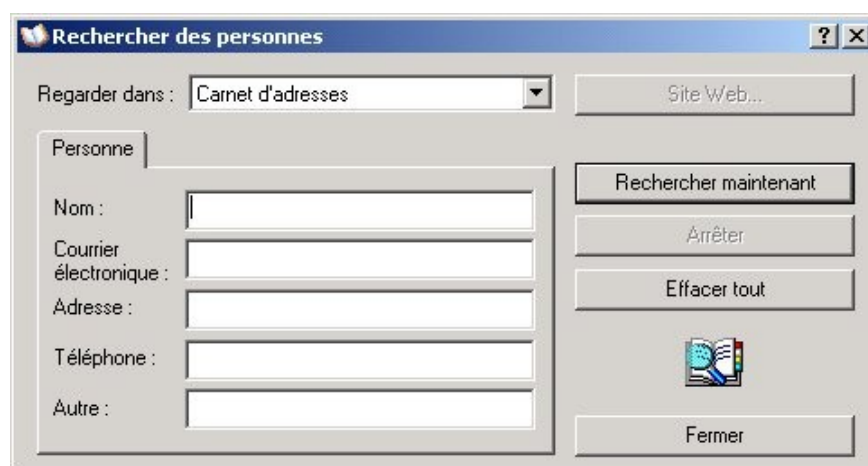 Rechercher des personnes
Regarder dans : Carnet d'adresses
Site Web...
Personne
Nom :
Courrier
électronique :
Adresse :
Téléphone :
Autre :
Rechercher maintenant
Arrêter
Effacer tout
Fermer